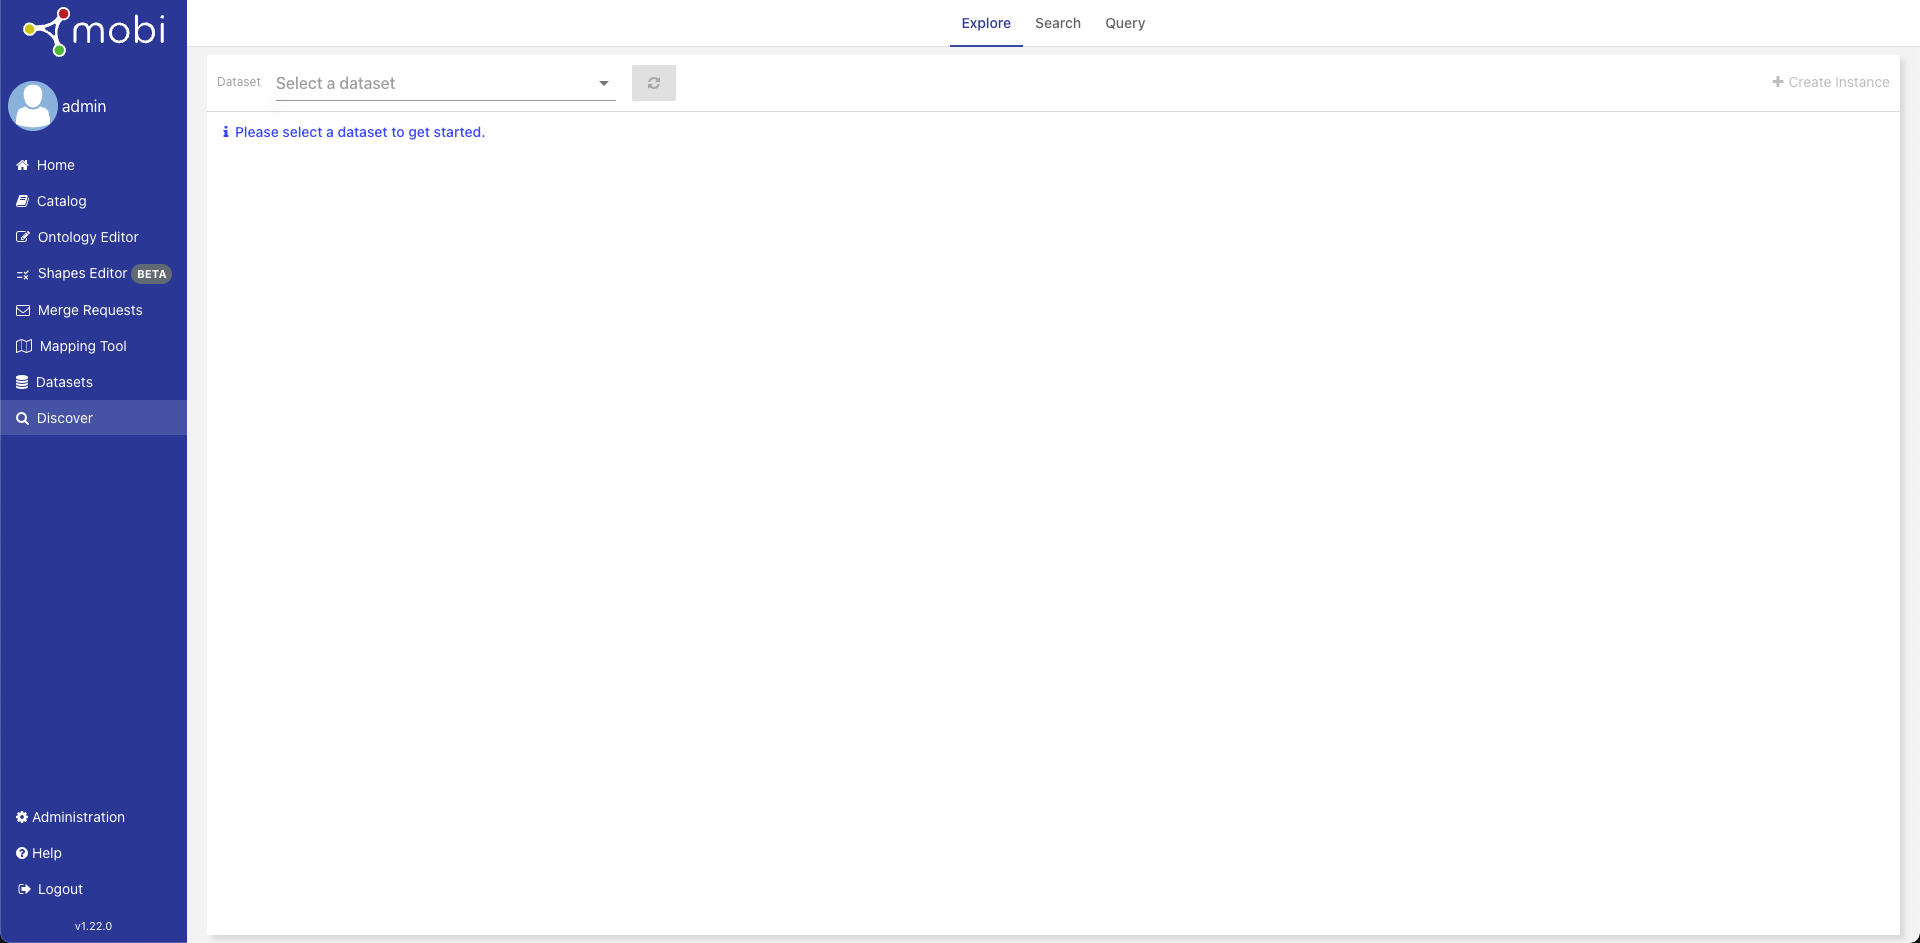 mobi
admin
Home
Catalog
Ontology Editor
Shapes Editor BETA
Merge Requests
Mapping Tool
Datasets
Discover
Administration
Help
Logout
v1.22.0
Explore Search Query
Dataset Select a dataset Create Instance
Please select a dataset to get started.